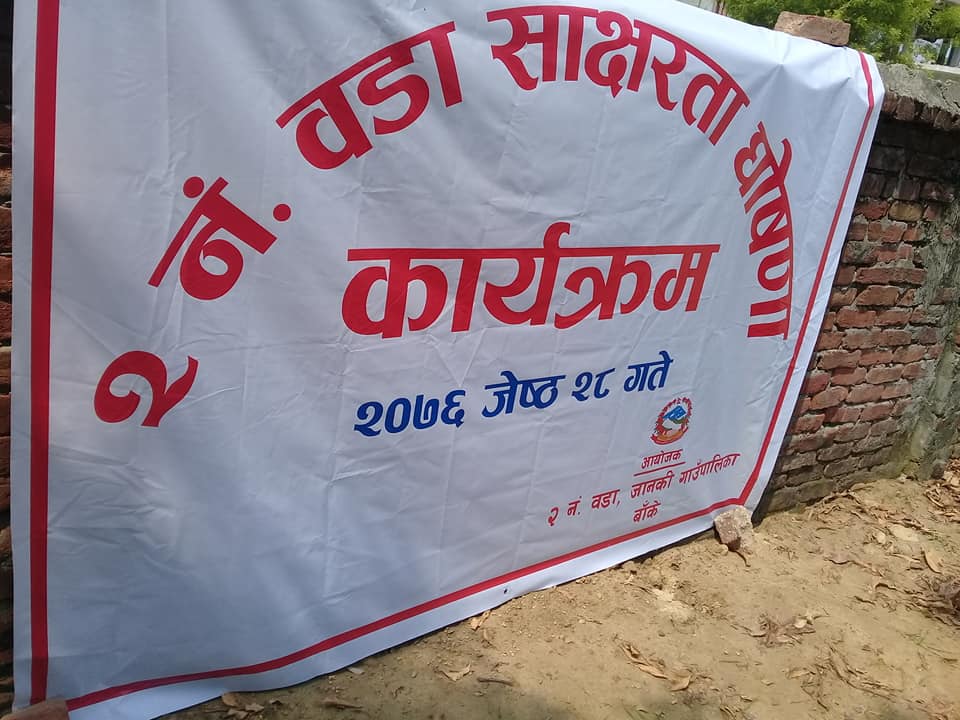 २ नं. वडा साक्षरता घोषणा
कार्यक्रम
२०७६ जेष्ठ २८ गते
आयोजक
२ नं. वडा, जानकी गाउँपालिका
बाँके